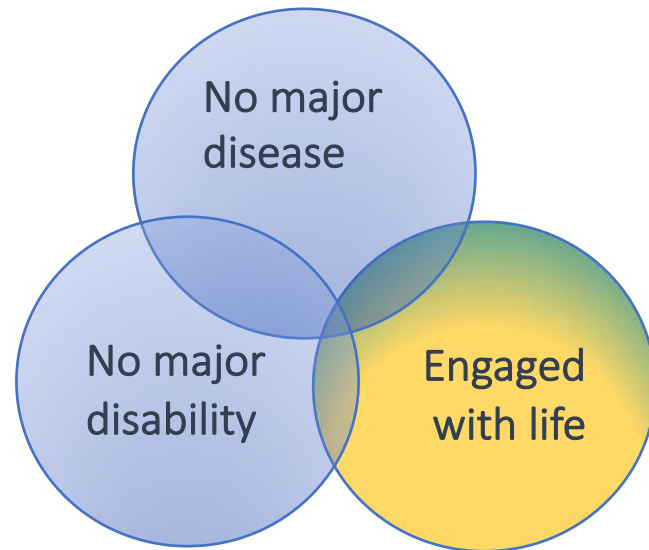 No major
disease
No major
disability
Engaged
with life